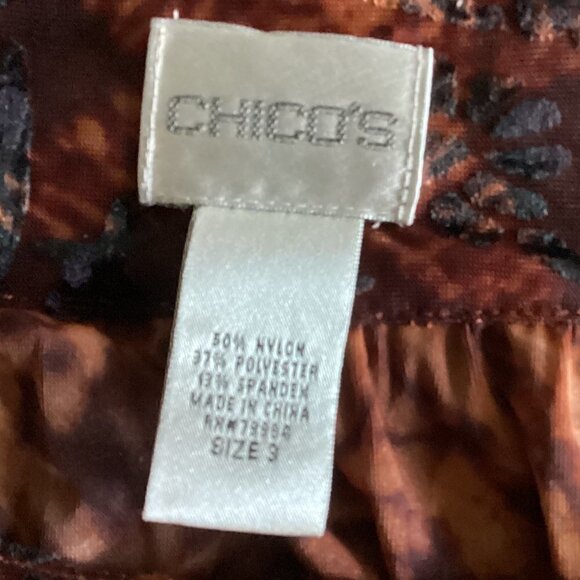 CHICO'S
50% NYLON
37% POLYESTER
13% SPANDEX
MADE IN CHINA
SIZE 3